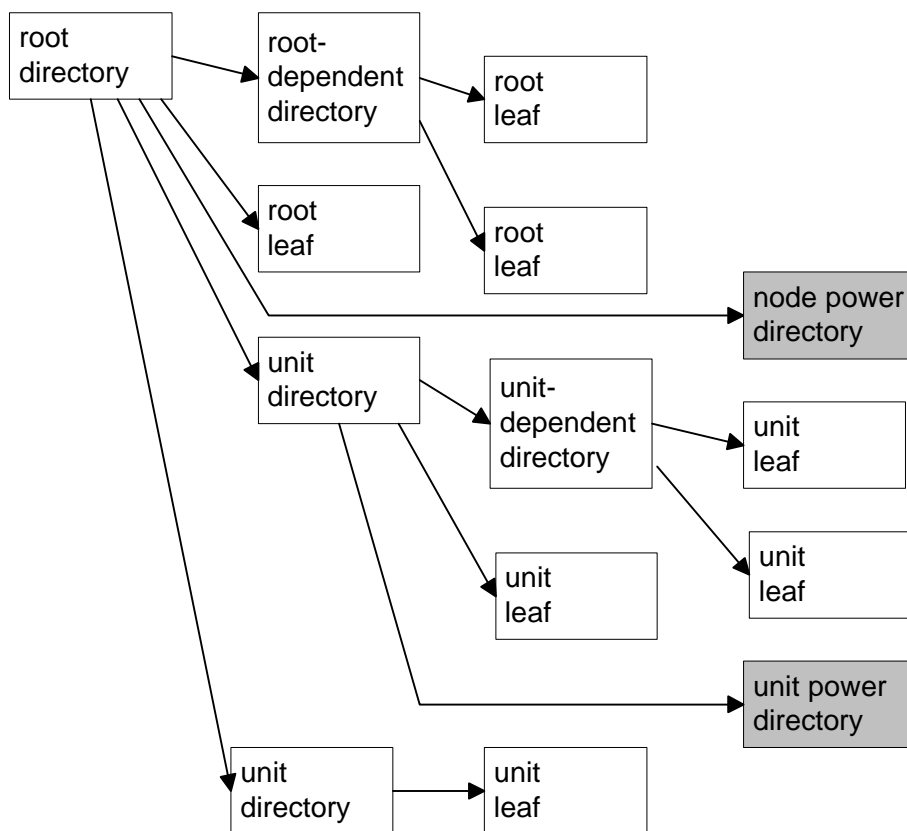 root
directory
root-
dependent
directory
root
leaf
root
leaf
root
leaf
node power
directory
unit
directory
unit-
dependent
directory
unit
leaf
unit
leaf
unit
leaf
unit power
directory
unit
directory
unit
leaf